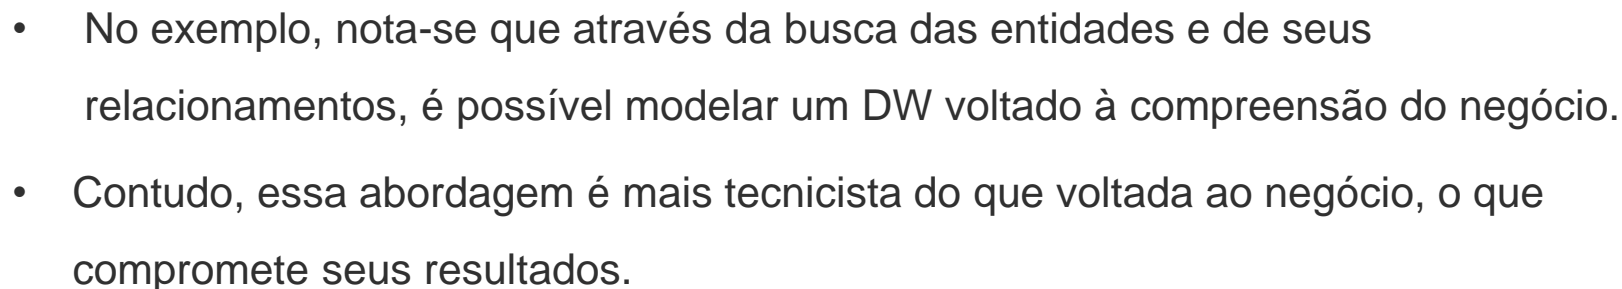 • No exemplo, nota-se que através da busca das entidades e de seus
relacionamentos, é possível modelar um DW voltado à compreensão do negócio.
• Contudo, essa abordagem é mais tecnicista do que voltada ao negócio, o que
compromete seus resultados.